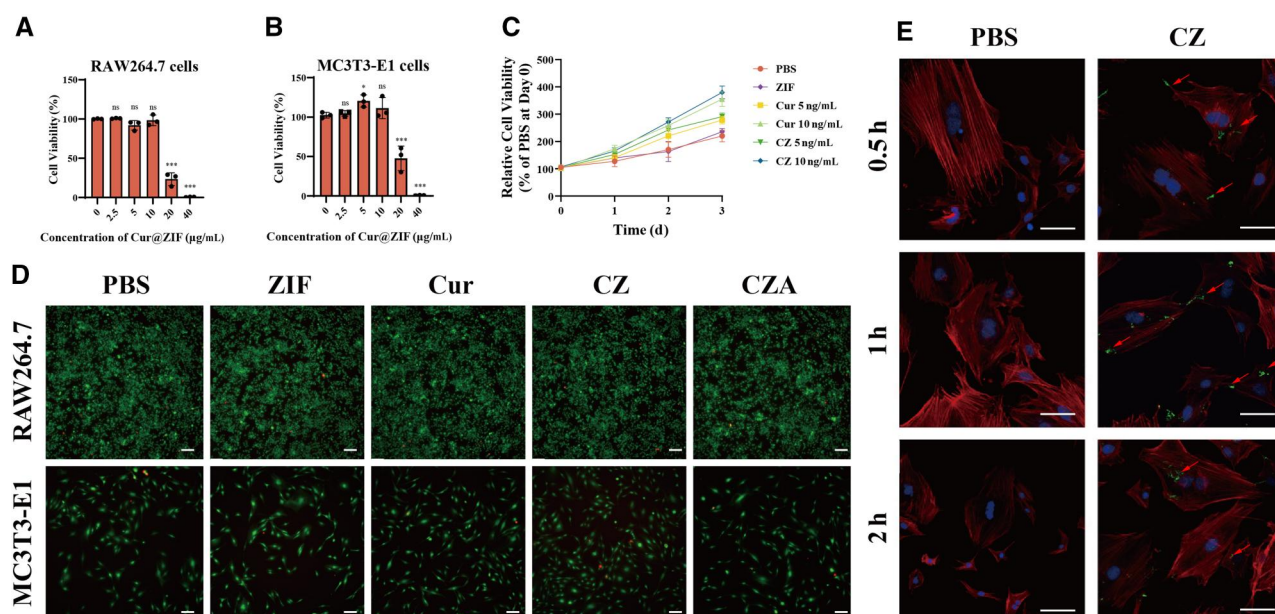 A
RAW264.7 cells
Cell Viability (%)
150
100
50
0
ns
ns
ns
***
***
0
2.5
5
10
20
40
Concentration of Cur@ZIF (µg/mL)
B
MC3T3-E1 cells
Cell Viability (%)
150
100
50
0
ns
*
ns
***
***
0
2.5
5
10
20
40
Concentration of Cur@ZIF (µg/mL)
C
Relative Cell Viability
(% of PBS at Day 0)
500
400
300
200
100
0
0
1
2
3
Time (d)
PBS
ZIF
Cur 5 ng/mL
Cur 10 ng/mL
CZ 5 ng/mL
CZ 10 ng/mL
D
PBS
ZIF
Cur
CZ
CZA
RAW264.7
MC3T3-E1
E
PBS
CZ
0.5 h
1 h
2 h